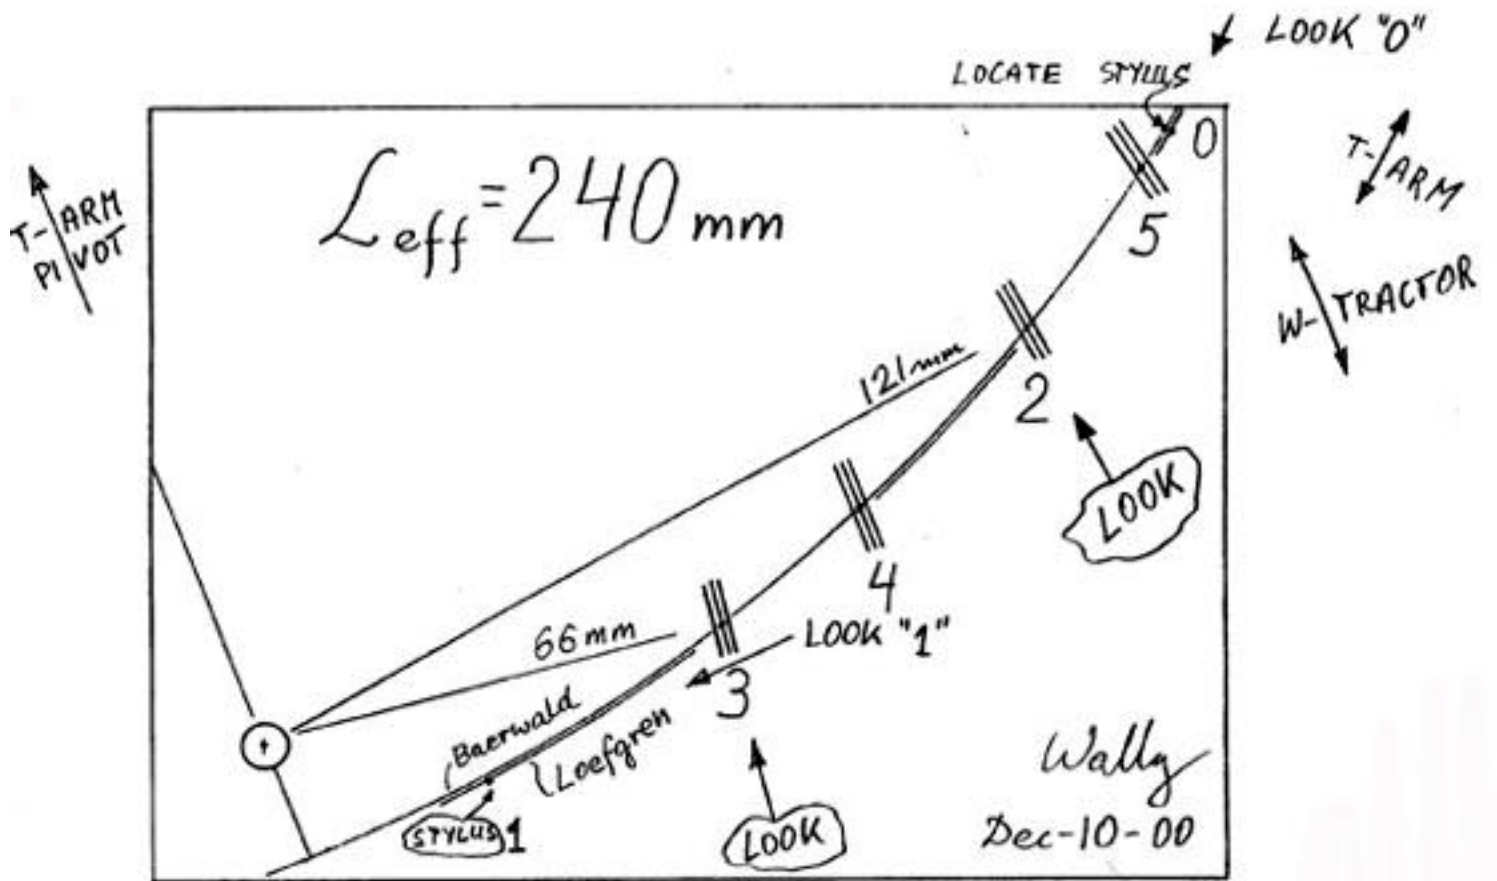 LOOK "0"
LOCATE STYLUS
0
T-ARM
T-ARM
PIVOT
Leff=240mm
5
W-TRACTOR
121mm
2
LOOK
4
66mm
LOOK "1"
3
Baerwald
Loefgren
Wally
STYLUS 1
LOOK
Dec-10-00